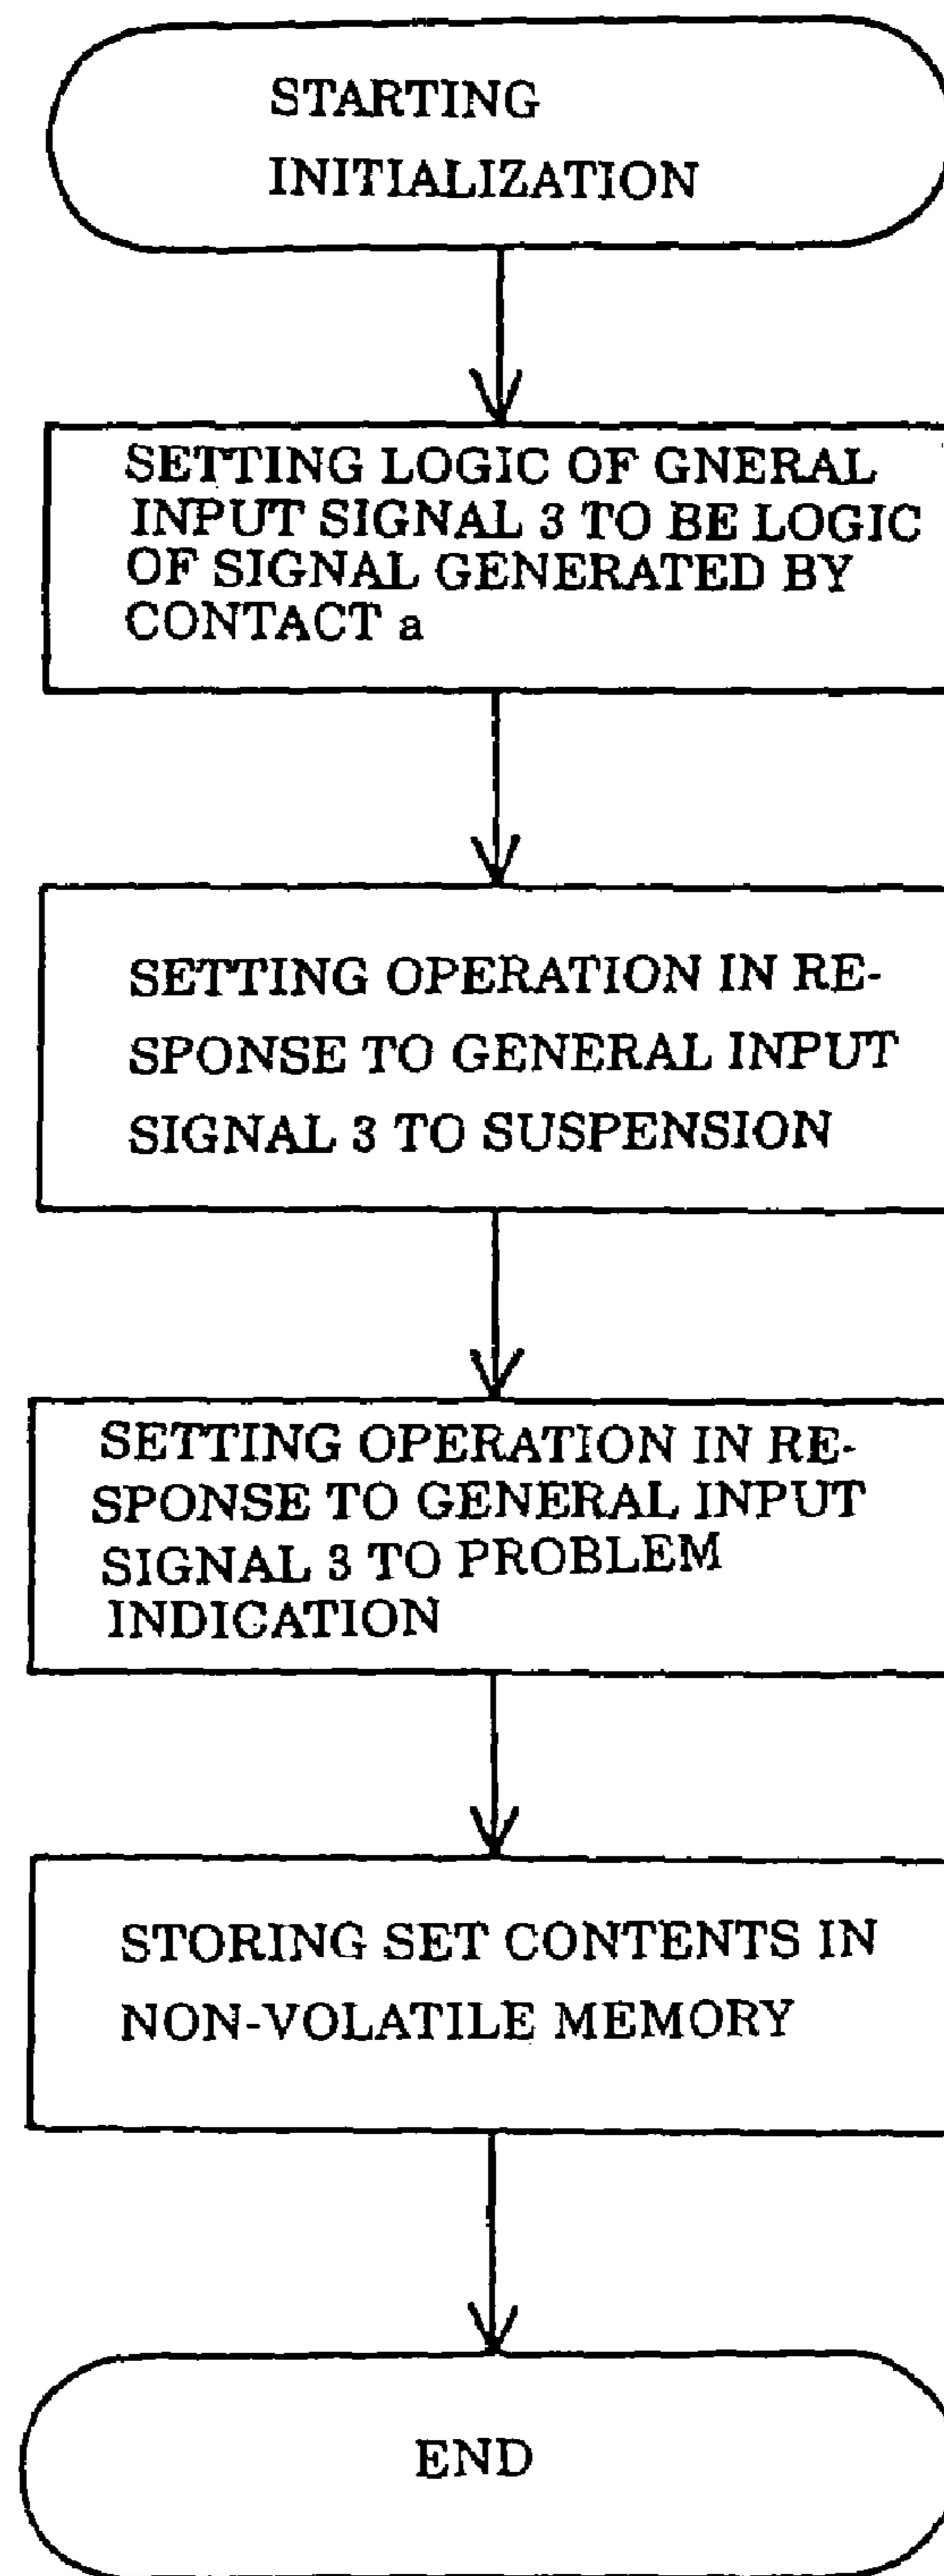 STARTING
INITIALIZATION
SETTING LOGIC OF GNERAL
INPUT SIGNAL 3 TO BE LOGIC
OF SIGNAL GENERATED BY
CONTACT a
SETTING OPERATION IN RE-
SPONSE TO GENERAL INPUT
SIGNAL 3 TO SUSPENSION
SETTING OPERATION IN RE-
SPONSE TO GENERAL INPUT
SIGNAL 3 TO PROBLEM
INDICATION
STORING SET CONTENTS IN
NON-VOLATILE MEMORY
END